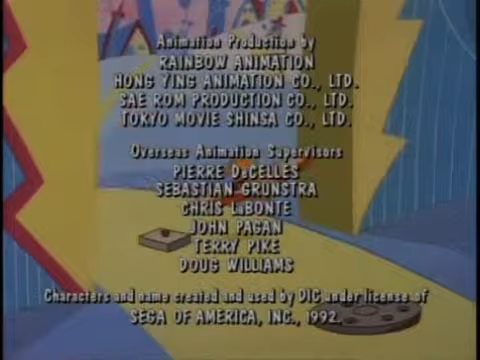 Animation Production by
RAINBOW ANIMATION
HONG YING ANIMATION CO., LTD.
SAE ROM PRODUCTION CO., LTD.
TOKYO MOVIE SHINSA CO., LTD.
Overseas Animation Supervisors
PIERRE DeCELLES
SEBASTIAN GRUNSTRA
CHRIS LaBONTE
JOHN PAGAN
TERRY PIKE
DOUG WILLIAMS
Characters and name created and used by DIC under license of
SEGA OF AMERICA, INC., 1992.